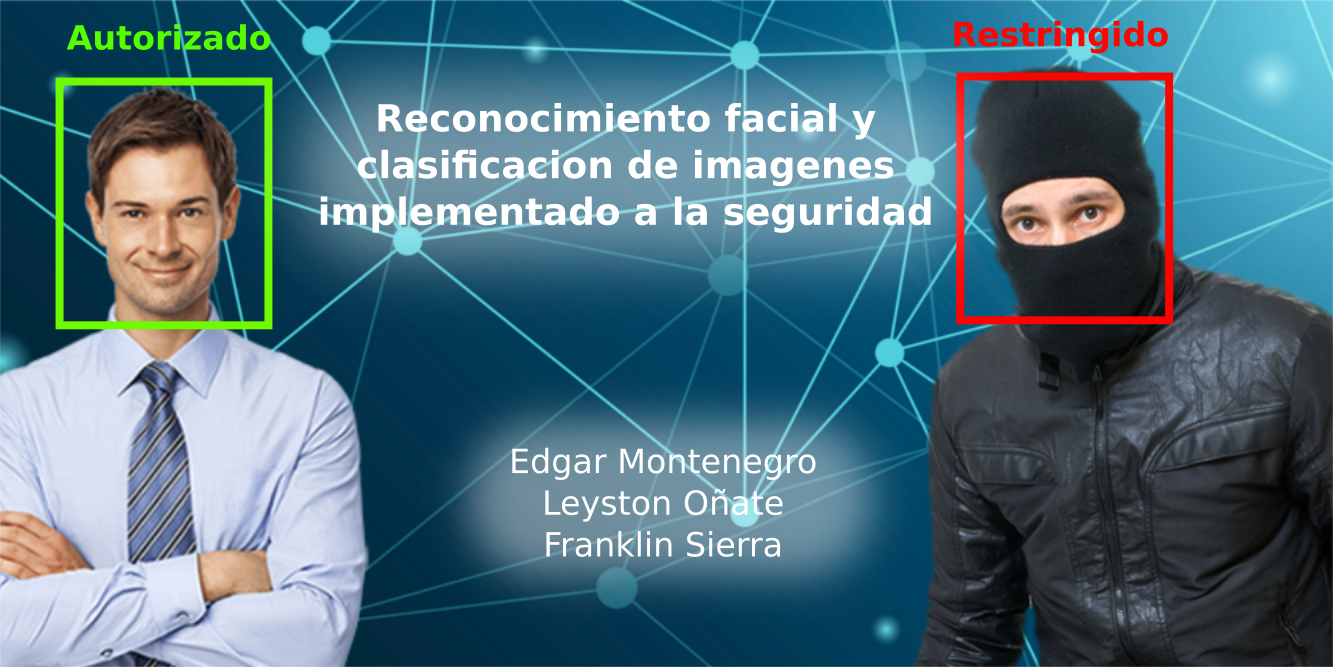 Autorizado
Restringido
Reconocimiento facial y
clasificacion de imagenes
implementado a la seguridad
Edgar Montenegro
Leyston Oñate
Franklin Sierra